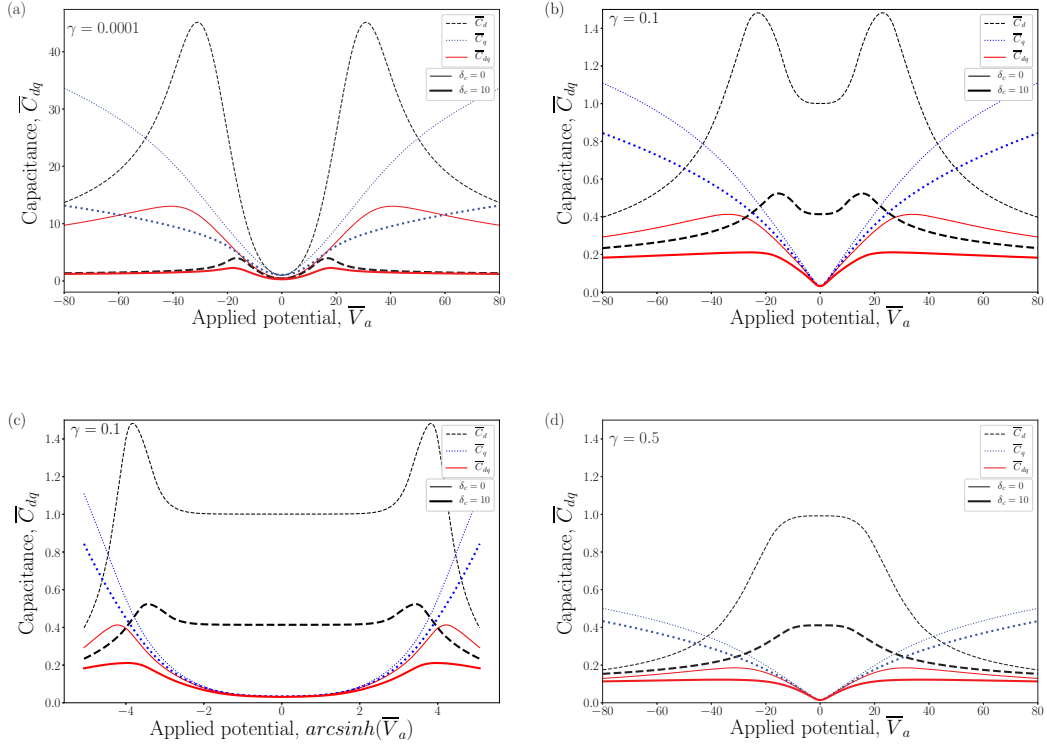 (a)
γ = 0.0001
Capacitance, C̅_dq
40
30
20
10
0
−80 −60 −40 −20 0 20 40 60 80
Applied potential, V̅_a
C̅_d
C̅_q
C̅_dq
δ_c = 0
δ_c = 10
(b)
γ = 0.1
Capacitance, C̅_dq
1.4
1.2
1.0
0.8
0.6
0.4
0.2
0.0
−80 −60 −40 −20 0 20 40 60 80
Applied potential, V̅_a
C̅_d
C̅_q
C̅_dq
δ_c = 0
δ_c = 10
(c)
γ = 0.1
Capacitance, C̅_dq
1.4
1.2
1.0
0.8
0.6
0.4
0.2
0.0
−4 −2 0 2 4
Applied potential, arcsinh(V̅_a)
C̅_d
C̅_q
C̅_dq
δ_c = 0
δ_c = 10
(d)
γ = 0.5
Capacitance, C̅_dq
1.4
1.2
1.0
0.8
0.6
0.4
0.2
0.0
−80 −60 −40 −20 0 20 40 60 80
Applied potential, V̅_a
C̅_d
C̅_q
C̅_dq
δ_c = 0
δ_c = 10